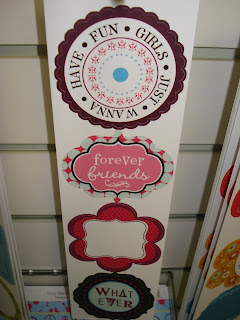 HAVE • FUN • GIRLS • JUST • WANNA •
forever
friends
WHAT
EVER